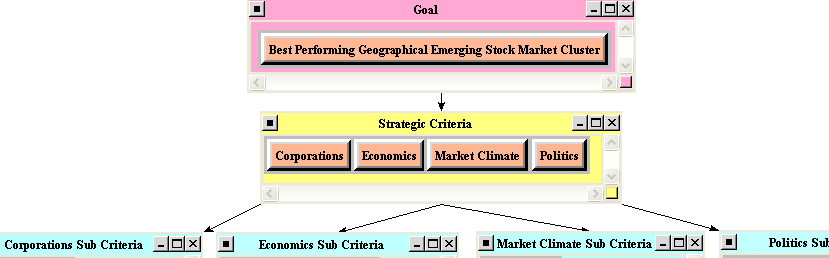 Goal
Best Performing Geographical Emerging Stock Market Cluster
Strategic Criteria
Corporations Economics Market Climate Politics
Corporations Sub Criteria Economics Sub Criteria Market Climate Sub Criteria Politics Sub